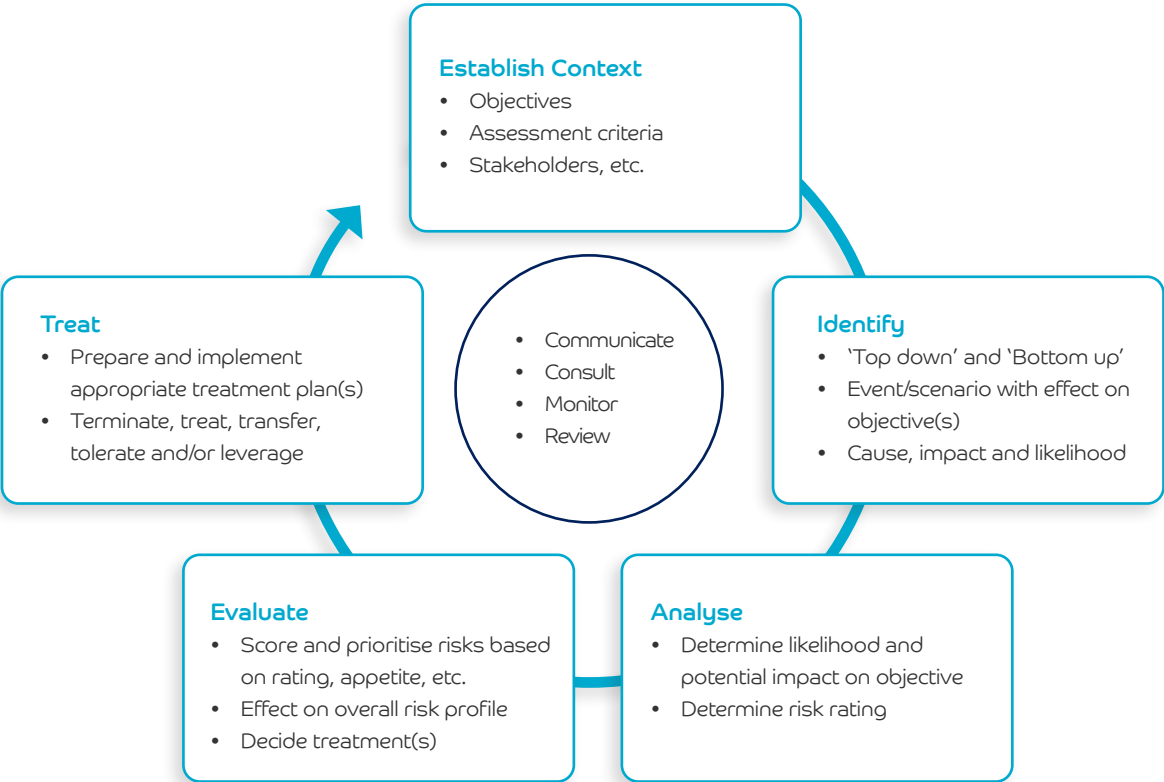 Establish Context
• Objectives
• Assessment criteria
• Stakeholders, etc.
Identify
• ‘Top down’ and ‘Bottom up’
• Event/scenario with effect on
objective(s)
• Cause, impact and likelihood
Analyse
• Determine likelihood and
potential impact on objective
• Determine risk rating
Evaluate
• Score and prioritise risks based
on rating, appetite, etc.
• Effect on overall risk profile
• Decide treatment(s)
Treat
• Prepare and implement
appropriate treatment plan(s)
• Terminate, treat, transfer,
tolerate and/or leverage
• Communicate
• Consult
• Monitor
• Review